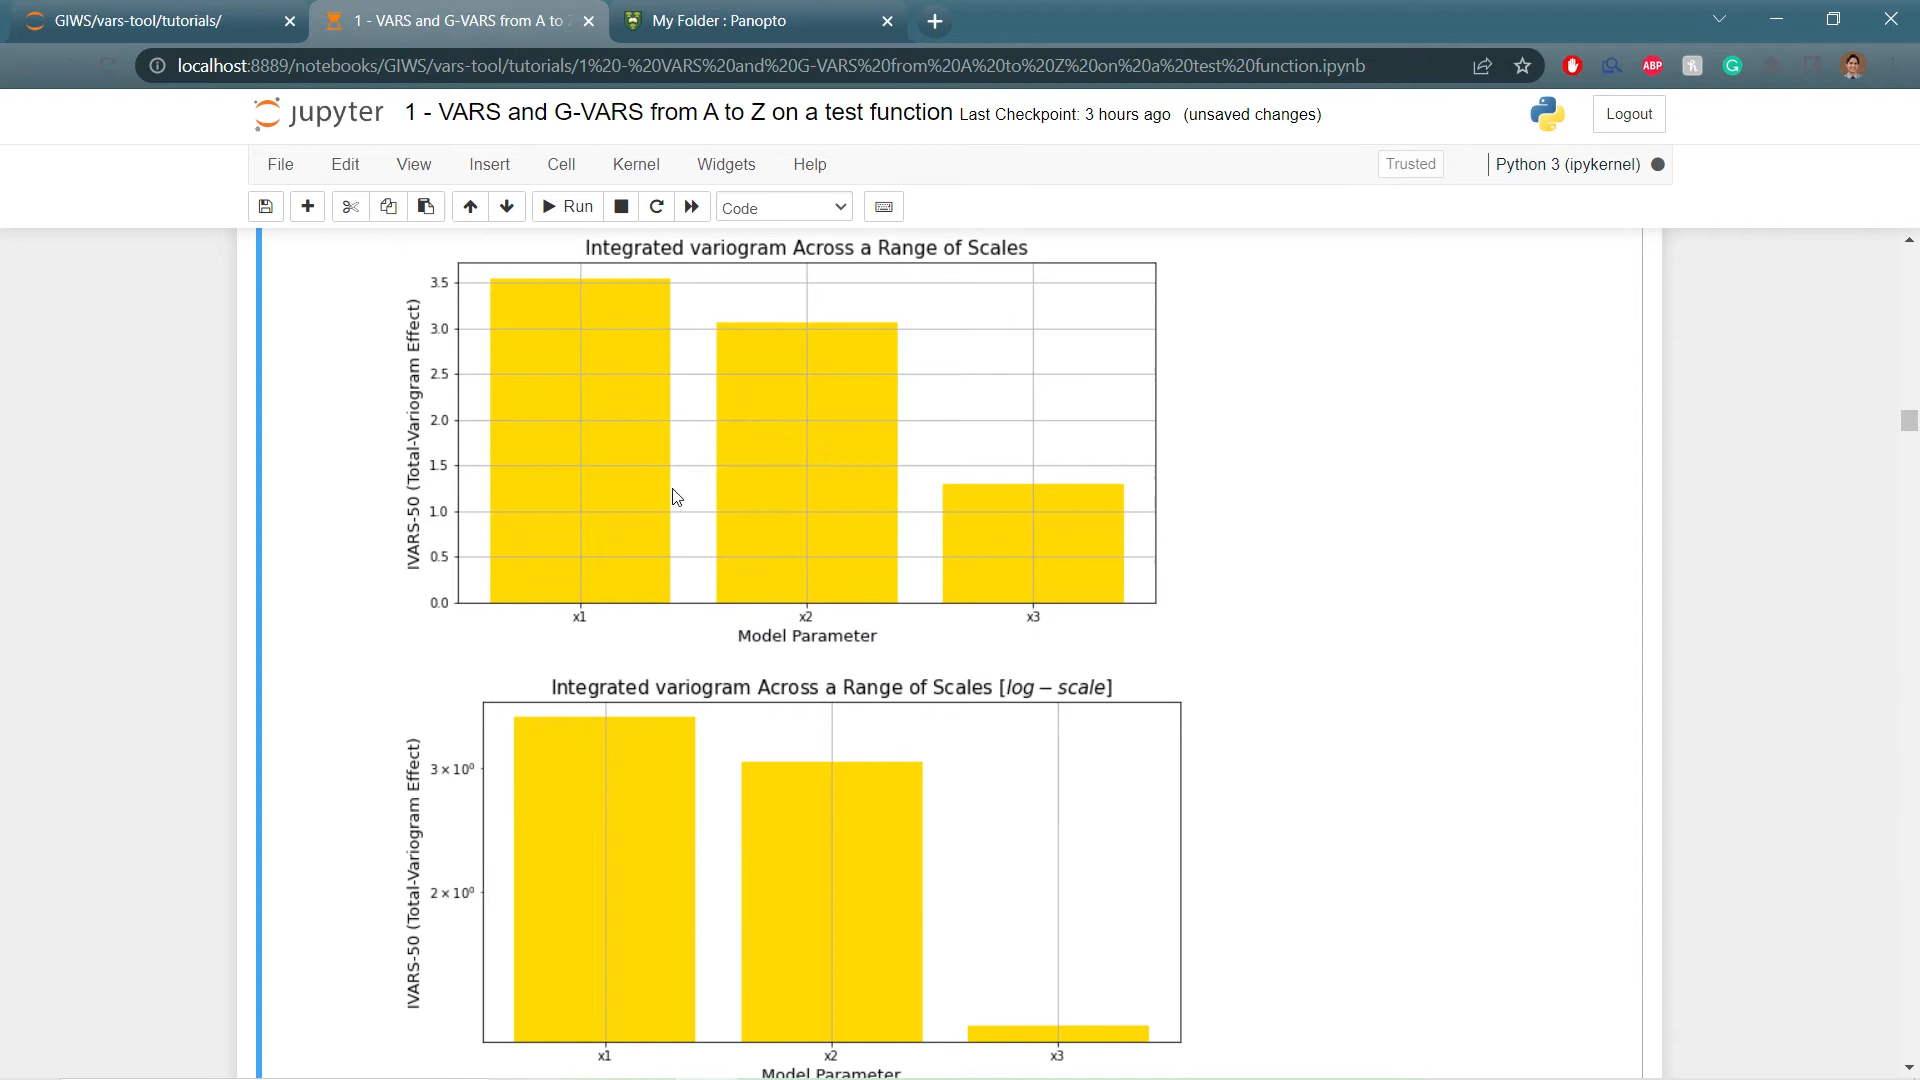 GIWS/vars-tool/tutorials/
1 - VARS and G-VARS from A to Z
My Folder : Panopto
localhost:8889/notebooks/GIWS/vars-tool/tutorials/1%20-%20VARS%20and%20G-VARS%20from%20A%20to%20Z%20on%20a%20test%20function.ipynb
ABP
jupyter 1 - VARS and G-VARS from A to Z on a test function Last Checkpoint: 3 hours ago (unsaved changes)
Logout
File Edit View Insert Cell Kernel Widgets Help
Trusted
Python 3 (ipykernel)
Run
Code
Integrated variogram Across a Range of Scales
IVARS-50 (Total-Variogram Effect)
3.5
3.0
2.5
2.0
1.5
1.0
0.5
0.0
x1 x2 x3
Model Parameter
Integrated variogram Across a Range of Scales [log − scale]
IVARS-50 (Total-Variogram Effect)
3 × 10⁰
2 × 10⁰
x1 x2 x3
Model Parameter